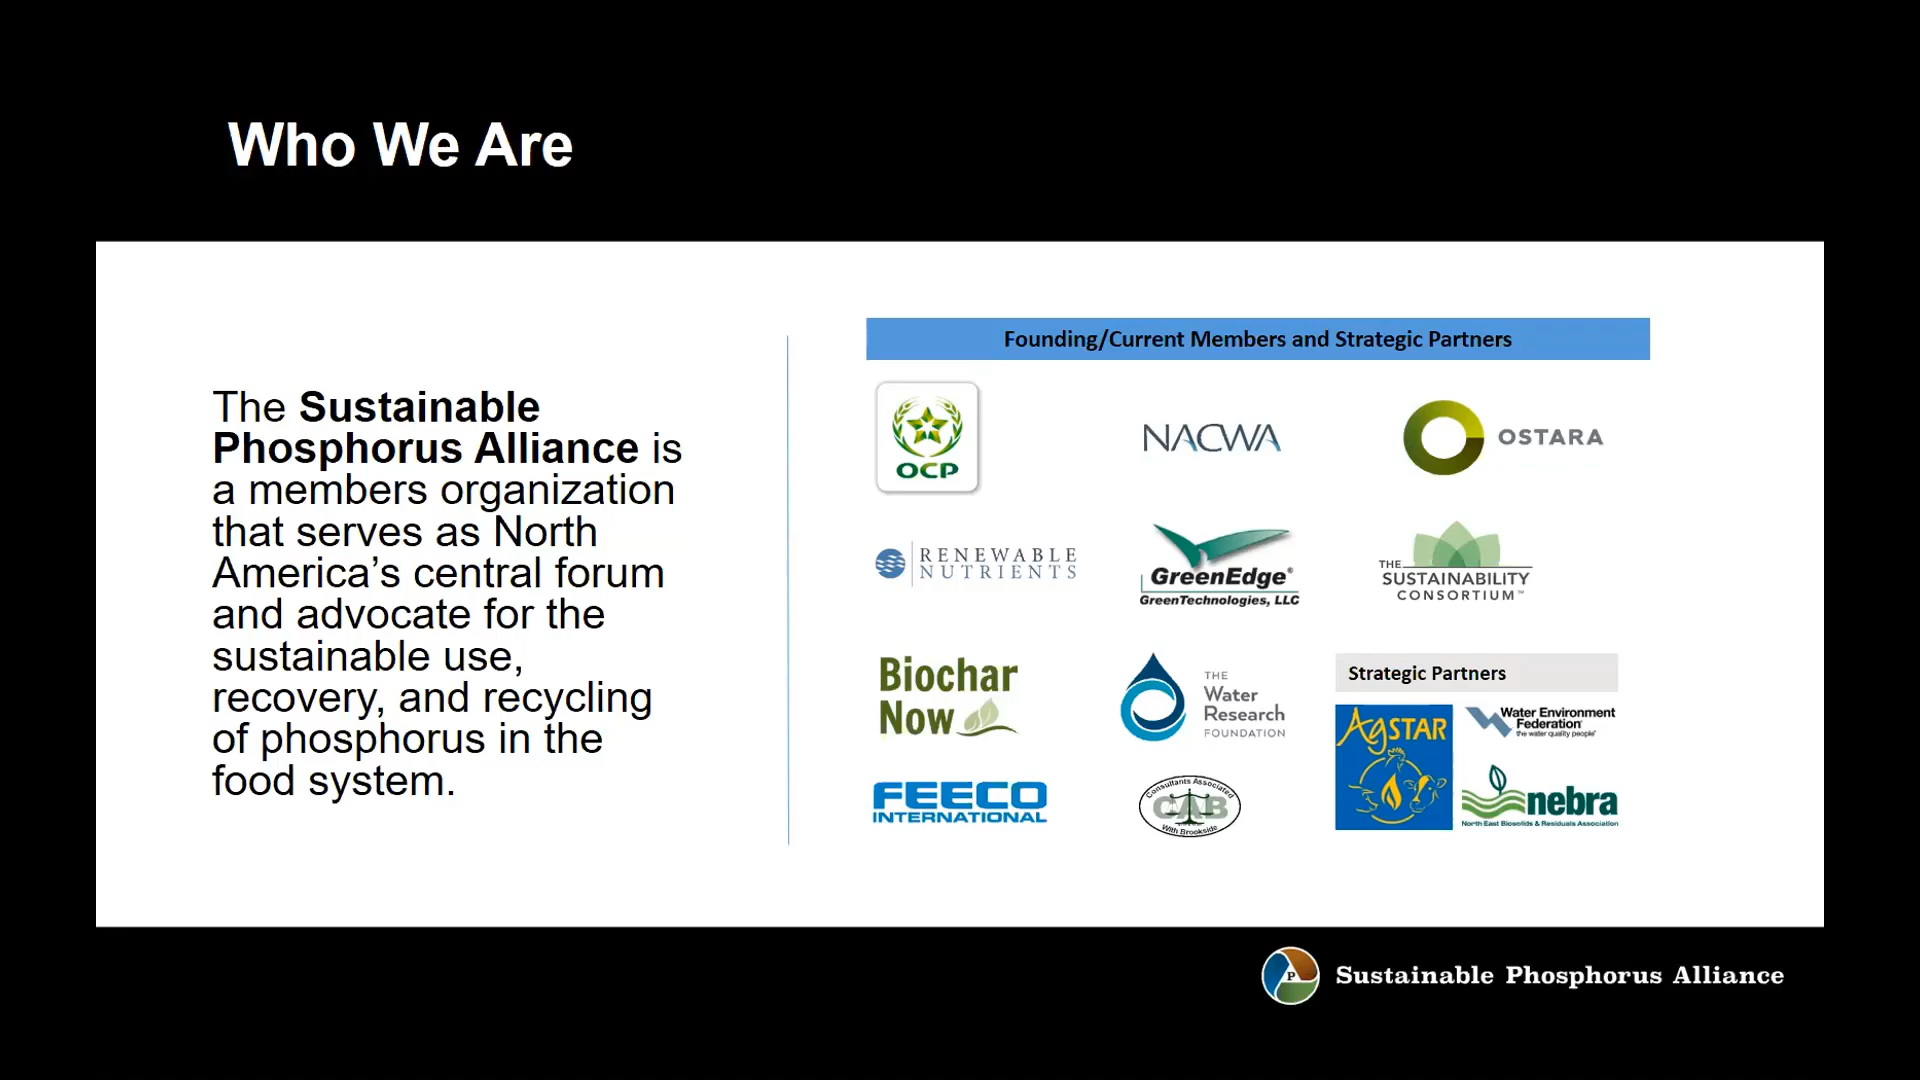 Who We Are
The Sustainable
Phosphorus Alliance is
a members organization
that serves as North
America’s central forum
and advocate for the
sustainable use,
recovery, and recycling
of phosphorus in the
food system.
Founding/Current Members and Strategic Partners
OCP
NACWA
OSTARA
RENEWABLE
NUTRIENTS
GreenEdge®
GreenTechnologies, LLC
THE
SUSTAINABILITY
CONSORTIUM™
Biochar
Now
THE
Water
Research
FOUNDATION
Strategic Partners
AgSTAR
Water Environment
Federation
the water quality people®
nebra
North East Biosolids & Residuals Association
FEECO
INTERNATIONAL
Consultants Associated
CAB
With Brookside
P
Sustainable Phosphorus Alliance